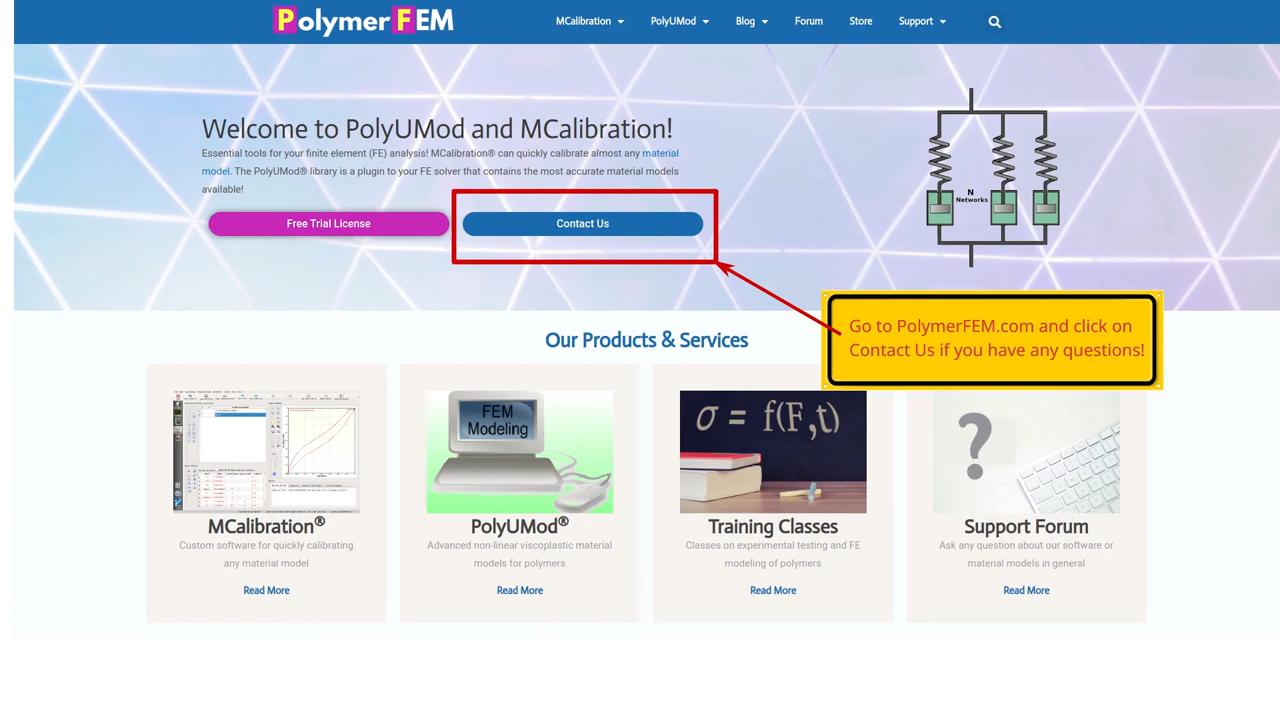 PolymerFEM
MCalibration
PolyUMod
Blog
Forum
Store
Support
Welcome to PolyUMod and MCalibration!
Essential tools for your finite element (FE) analysis! MCalibration® can quickly calibrate almost any material
model. The PolyUMod® library is a plugin to your FE solver that contains the most accurate material models
available!
Free Trial License
Contact Us
N
Networks
Go to PolymerFEM.com and click on
Contact Us if you have any questions!
Our Products & Services
FEM
Modeling
σ = f(F,t)
?
MCalibration®
Custom software for quickly calibrating
any material model
Read More
PolyUMod®
Advanced non-linear viscoplastic material
models for polymers
Read More
Training Classes
Classes on experimental testing and FE
modeling of polymers
Read More
Support Forum
Ask any question about our software or
material models in general
Read More